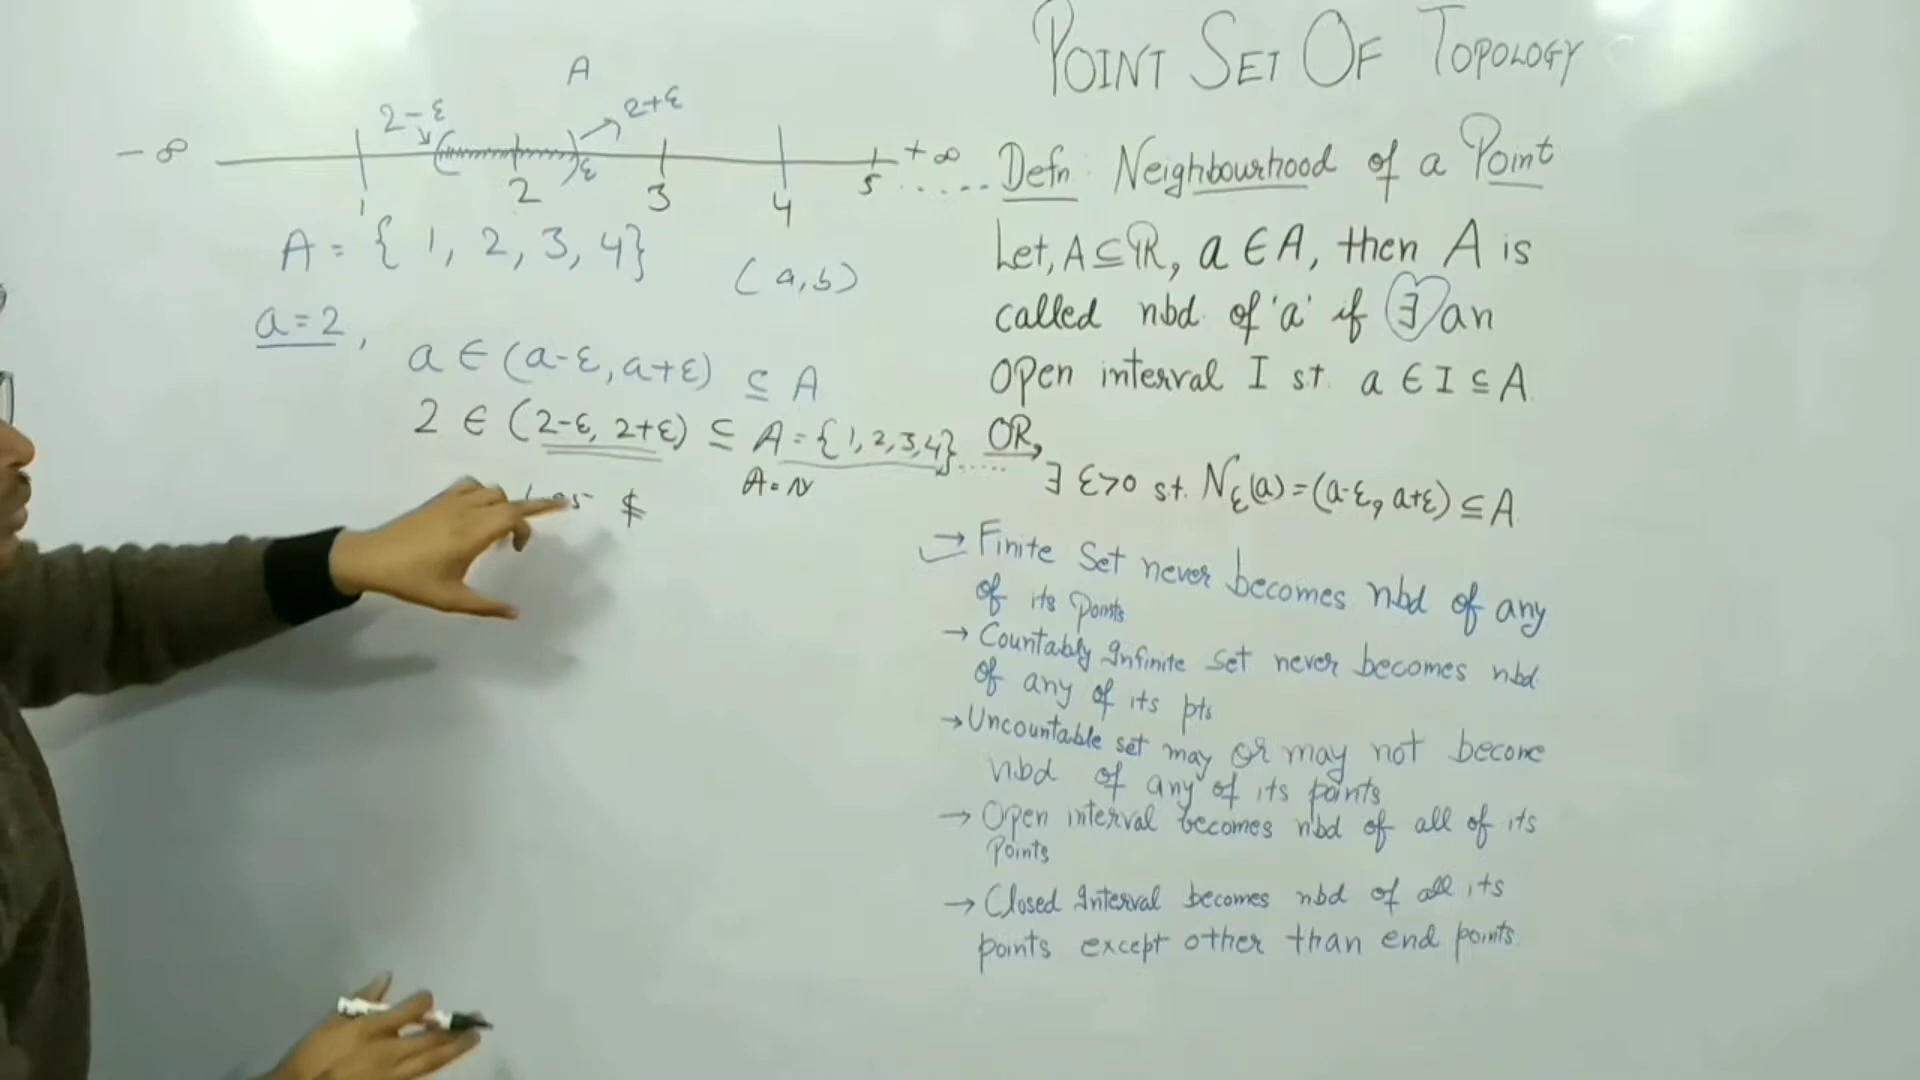 POINT SET OF TOPOLOGY
A
2-ε 2+ε
-∞ +∞
ε
1 2 3 4 5 .....
A = { 1, 2, 3, 4}
(a,b)
a=2,
a ∈ (a-ε, a+ε) ⊆ A
2 ∈ (2-ε, 2+ε) ⊆ A = {1,2,3,4} .....
A = N
⊈
Defn: Neighbourhood of a Point
Let, A⊆R, a ∈ A, then A is
called nbd of 'a' if ∃ an
open interval I s.t. a ∈ I ⊆ A
OR,
∃ ε>0 s.t. Nε(a) = (a-ε, a+ε) ⊆ A
→ Finite Set never becomes nbd of any
of its points
→ Countably Infinite Set never becomes nbd
of any of its pts
→ Uncountable set may or may not become
nbd of any of its points
→ Open interval becomes nbd of all of its
Points
→ Closed Interval becomes nbd of all its
points except other than end points.